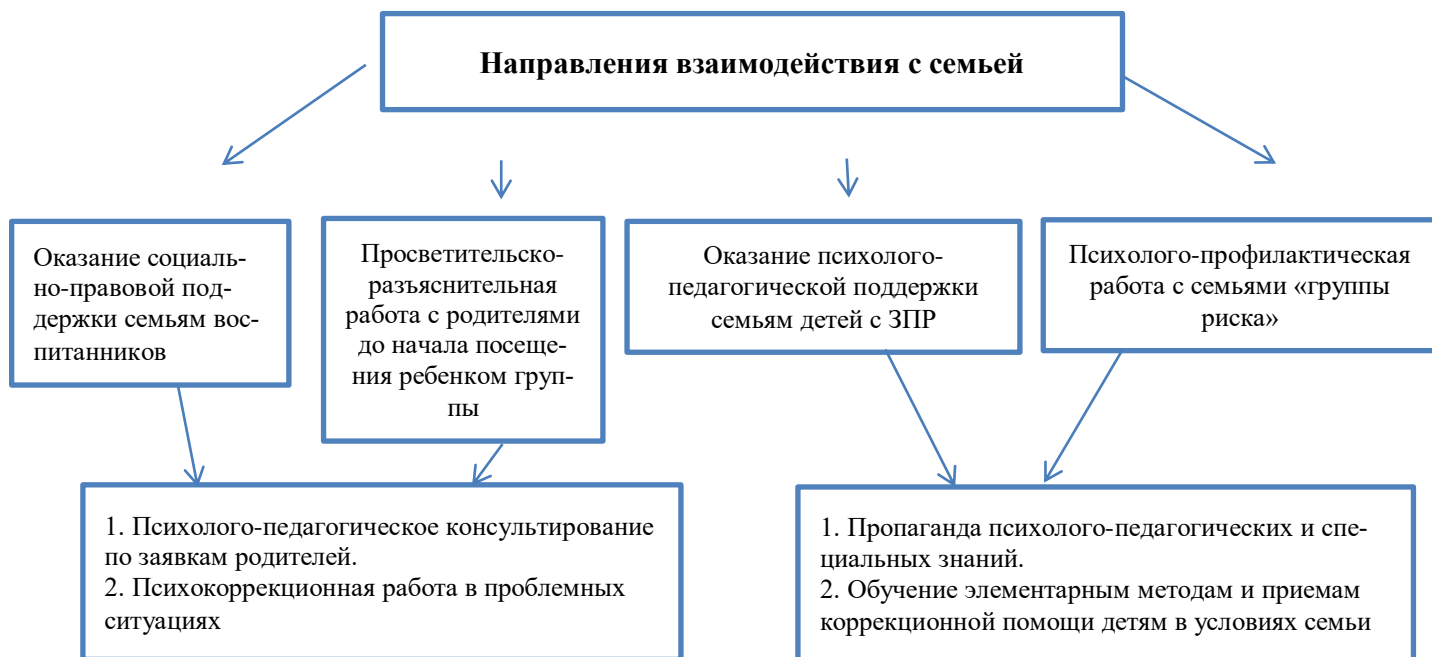 Направления взаимодействия с семьей
Оказание социаль-
но-правовой под-
держки семьям вос-
питанников
Просветительско-
разъяснительная
работа с родителями
до начала посеще-
ния ребенком груп-
пы
Оказание психолого-
педагогической поддержки
семьям детей с ЗПР
Психолого-профилактическая
работа с семьями «группы
риска»
1. Психолого-педагогическое консультирование
по заявкам родителей.
2. Психокоррекционная работа в проблемных
ситуациях
1. Пропаганда психолого-педагогических и спе-
циальных знаний.
2. Обучение элементарным методам и приемам
коррекционной помощи детям в условиях семьи